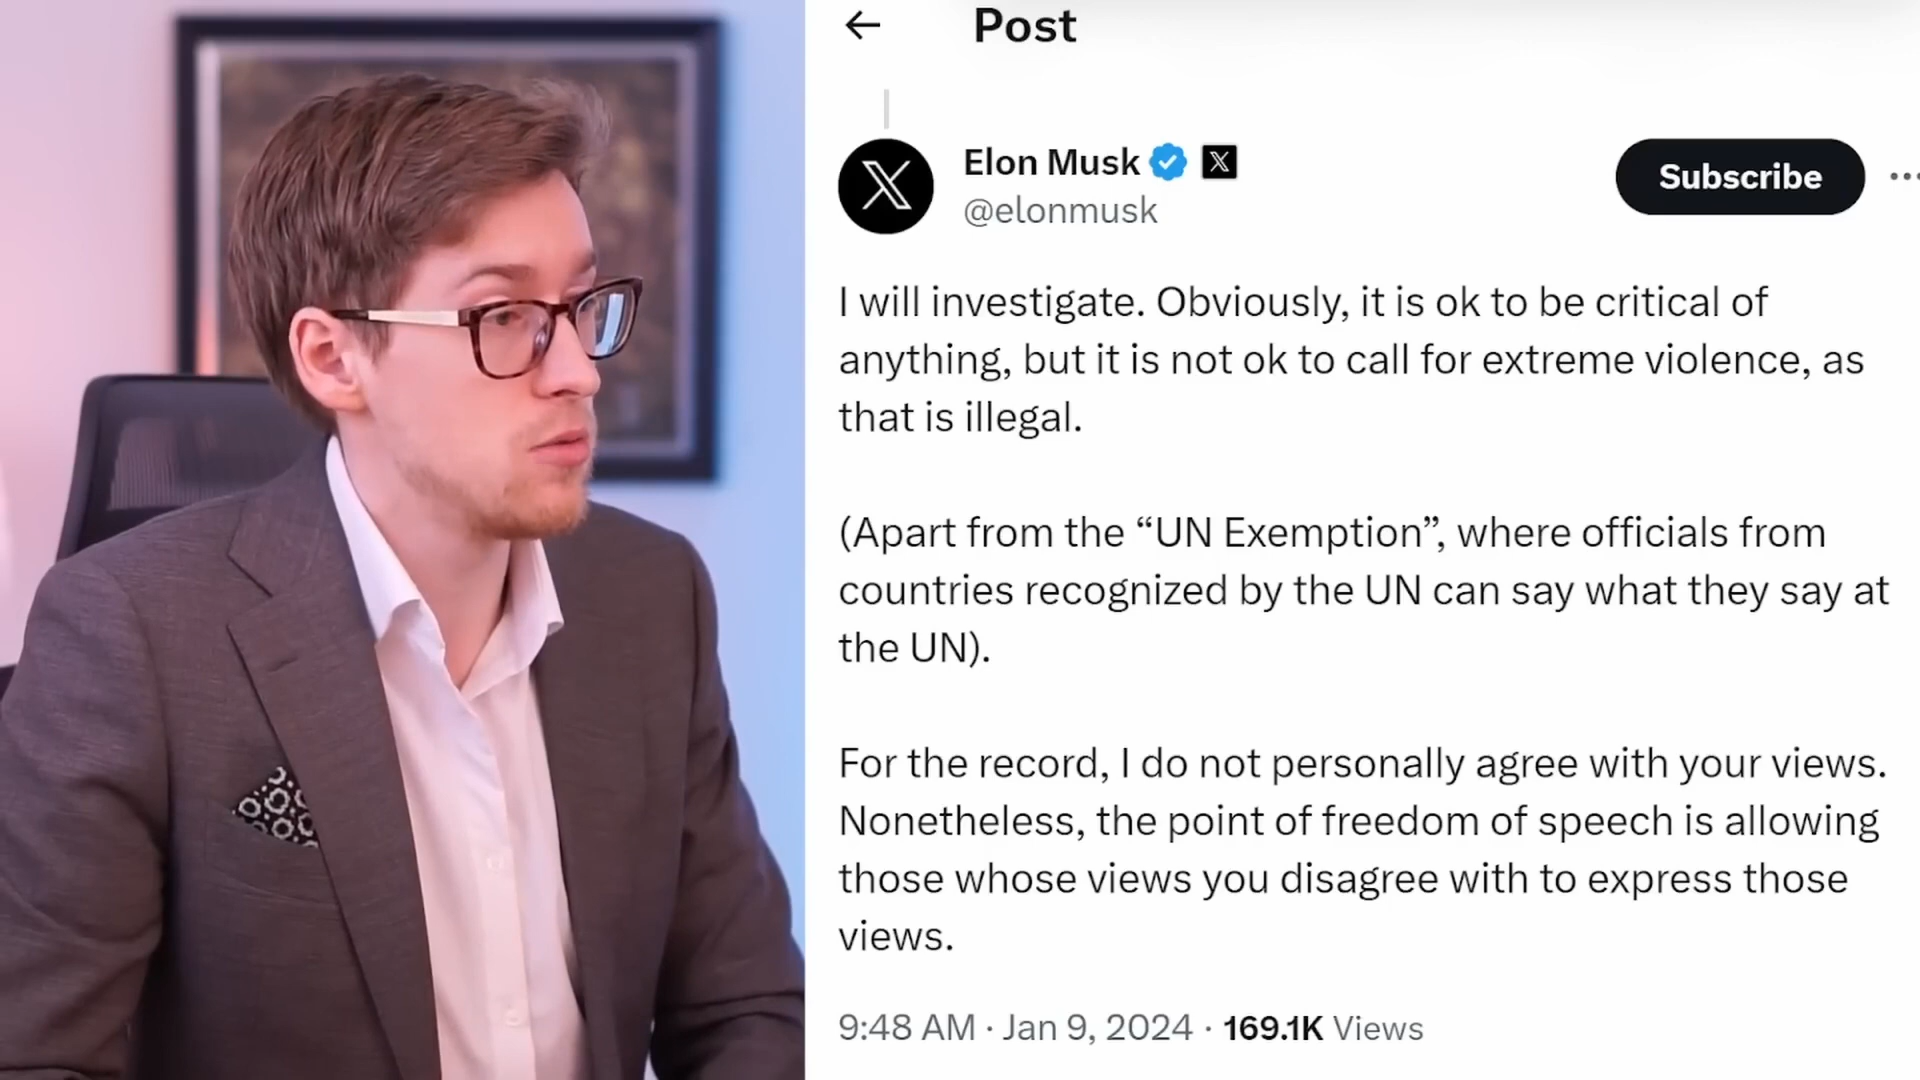 Post
Elon Musk
@elonmusk
Subscribe
I will investigate. Obviously, it is ok to be critical of
anything, but it is not ok to call for extreme violence, as
that is illegal.
(Apart from the “UN Exemption”, where officials from
countries recognized by the UN can say what they say at
the UN).
For the record, I do not personally agree with your views.
Nonetheless, the point of freedom of speech is allowing
those whose views you disagree with to express those
views.
9:48 AM · Jan 9, 2024 · 169.1K Views